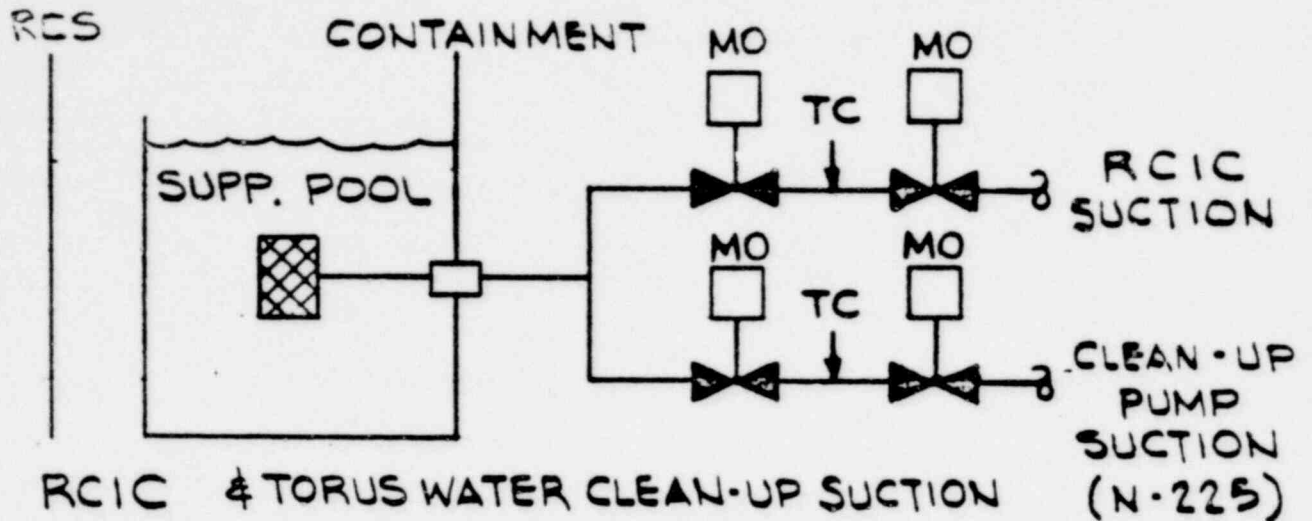 RCS
CONTAINMENT
MO
MO
TC
SUPP. POOL
RCIC
SUCTION
MO
MO
TC
CLEAN-UP
PUMP
SUCTION
(N-225)
RCIC & TORUS WATER CLEAN-UP SUCTION